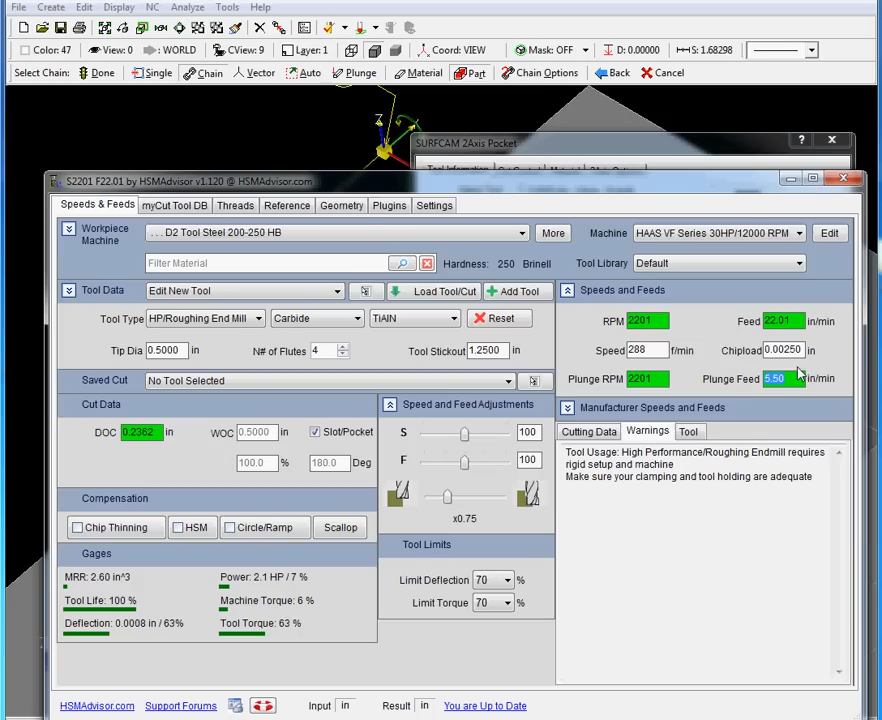 File Create Edit Display NC Analyze Tools Help
Color: 47 View: 0 : WORLD CView: 9 Layer: 1 Coord: VIEW Mask: OFF D: 0.00000 S: 1.68298
Select Chain: Done Single Chain Vector Auto Plunge Material Part Chain Options Back Cancel
Z
SURFCAM 2Axis Pocket
S2201 F22.01 by HSMAdvisor v1.120 @ HSMAdvisor.com
Speeds & Feeds myCut Tool DB Threads Reference Geometry Plugins Settings
Workpiece
Machine
. . . D2 Tool Steel 200-250 HB More Machine HAAS VF Series 30HP/12000 RPM Edit
Filter Material Hardness: 250 Brinell Tool Library Default
Tool Data Edit New Tool Load Tool/Cut Add Tool Speeds and Feeds
Tool Type HP/Roughing End Mill Carbide TiAlN Reset RPM 2201 Feed 22.01 in/min
Tip Dia 0.5000 in N# of Flutes 4 Tool Stickout 1.2500 in Speed 288 f/min Chipload 0.00250 in
Saved Cut No Tool Selected Plunge RPM 2201 Plunge Feed 5.50 in/min
Cut Data Speed and Feed Adjustments Manufacturer Speeds and Feeds
DOC 0.2362 in WOC 0.5000 in Slot/Pocket S 100 Cutting Data Warnings Tool
100.0 % 180.0 Deg F 100
Tool Usage: High Performance/Roughing Endmill requires
rigid setup and machine
Make sure your clamping and tool holding are adequate
Compensation
x0.75
Chip Thinning HSM Circle/Ramp Scallop
Gages Tool Limits
MRR: 2.60 in^3 Power: 2.1 HP / 7 % Limit Deflection 70 %
Tool Life: 100 % Machine Torque: 6 % Limit Torque 70 %
Deflection: 0.0008 in / 63% Tool Torque: 63 %
HSMAdvisor.com Support Forums Input in Result in You are Up to Date